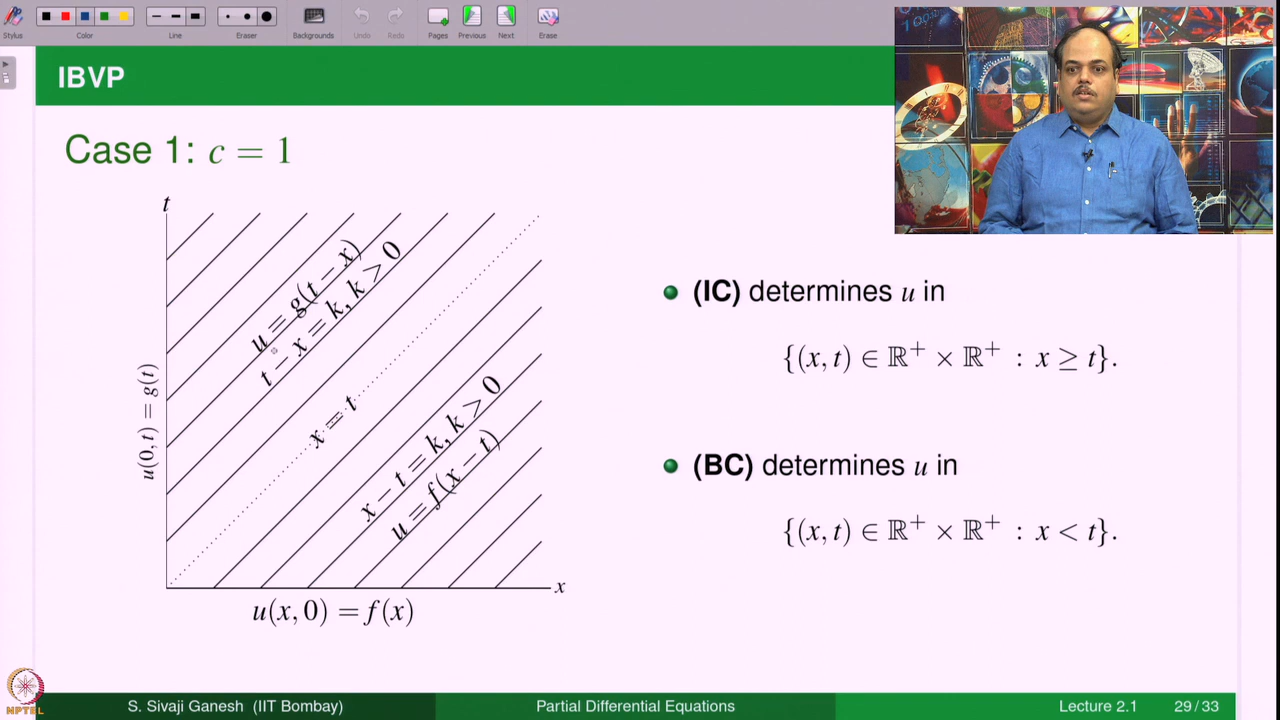 Stylus Color Line Eraser Backgrounds Undo Redo Pages Previous Next Erase
IBVP
Case 1: c = 1
t
u = g(t − x)
t − x = k, k > 0
x = t
x − t = k, k > 0
u = f(x − t)
u(0, t) = g(t)
x
u(x, 0) = f(x)
(IC) determines u in
{(x, t) ∈ ℝ⁺ × ℝ⁺ : x ≥ t}.
(BC) determines u in
{(x, t) ∈ ℝ⁺ × ℝ⁺ : x < t}.
NPTEL
S. Sivaji Ganesh (IIT Bombay) Partial Differential Equations Lecture 2.1 29 / 33